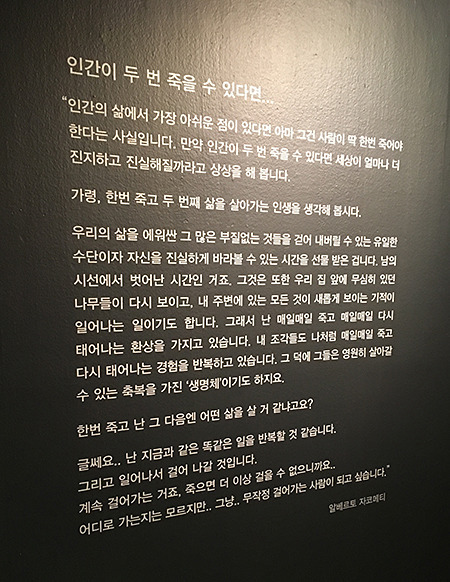 인간이 두 번 죽을 수 있다면...
“인간의 삶에서 가장 아쉬운 점이 있다면 아마 그건 사람이 딱 한번 죽어야
한다는 사실입니다. 만약 인간이 두 번 죽을 수 있다면 세상이 얼마나 더
진지하고 진실해질까라고 상상을 해 봅니다.
가령, 한번 죽고 두 번째 삶을 살아가는 인생을 생각해 봅시다.
우리의 삶을 에워싼 그 많은 부질없는 것들을 걷어 내버릴 수 있는 유일한
수단이자 자신을 진실하게 바라볼 수 있는 시간을 선물 받은 겁니다. 남의
시선에서 벗어난 시간인 거죠. 그것은 또한 우리 집 앞에 무심히 있던
나무들이 다시 보이고, 내 주변에 있는 모든 것이 새롭게 보이는 기적이
일어나는 일이기도 합니다. 그래서 난 매일매일 죽고 매일매일 다시
태어나는 환상을 가지고 있습니다. 내 조각들도 나처럼 매일매일 죽고
다시 태어나는 경험을 반복하고 있습니다. 그 덕에 그들은 영원히 살아갈
수 있는 축복을 가진 ‘생명체’이기도 하지요.
한번 죽고 난 그 다음엔 어떤 삶을 살 거 같냐고요?
글쎄요.. 난 지금과 같은 똑같은 일을 반복할 것 같습니다.
그리고 일어나서 걸어 나갈 것입니다.
계속 걸어가는 거죠, 죽으면 더 이상 걸을 수 없으니까요..
어디로 가는지는 모르지만.. 그냥.. 무작정 걸어가는 사람이 되고 싶습니다.”
알베르토 자코메티